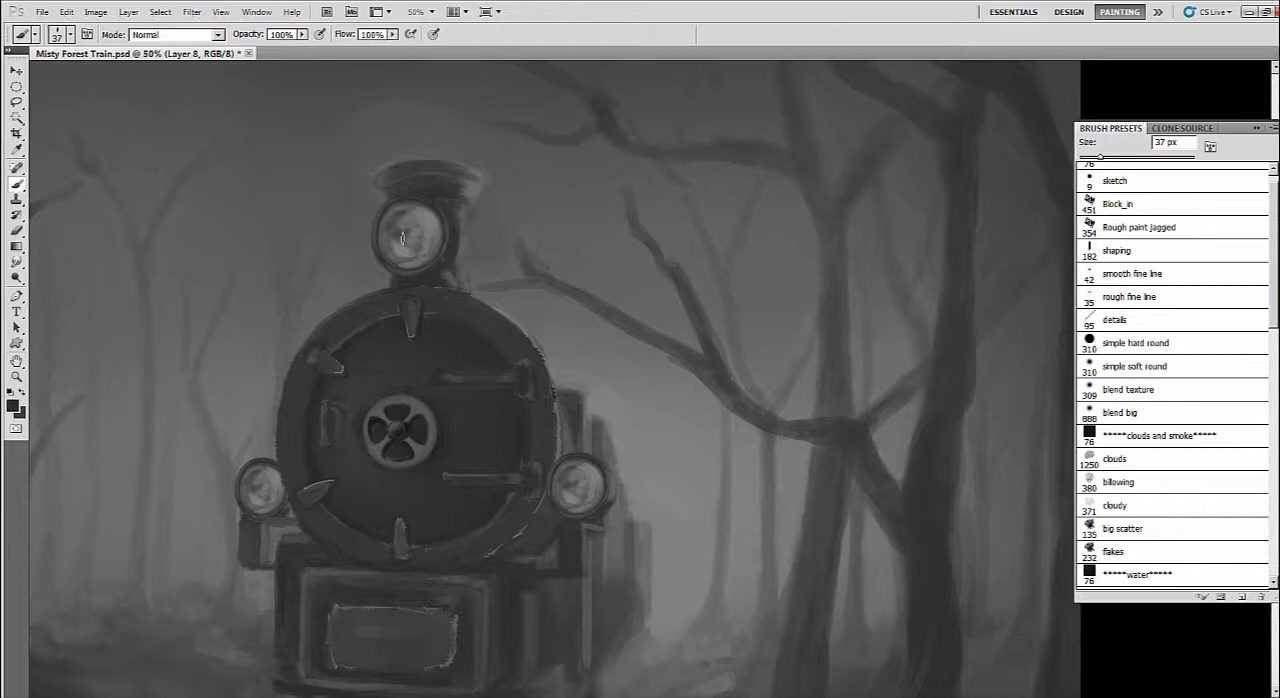 Ps File Edit Image Layer Select Filter View Window Help 50% ESSENTIALS DESIGN PAINTING CS Live
37 Mode: Normal Opacity: 100% Flow: 100%
Misty Forest Train.psd @ 50% (Layer 8, RGB/8) *
BRUSH PRESETS CLONE SOURCE
Size: 37 px
76
9 sketch
451 Block_in
354 Rough paint jagged
182 shaping
42 smooth fine line
35 rough fine line
95 details
310 simple hard round
310 simple soft round
309 blend texture
888 blend big
76 *****clouds and smoke*****
1250 clouds
380 billowing
371 cloudy
135 big scatter
232 flakes
76 *****water*****